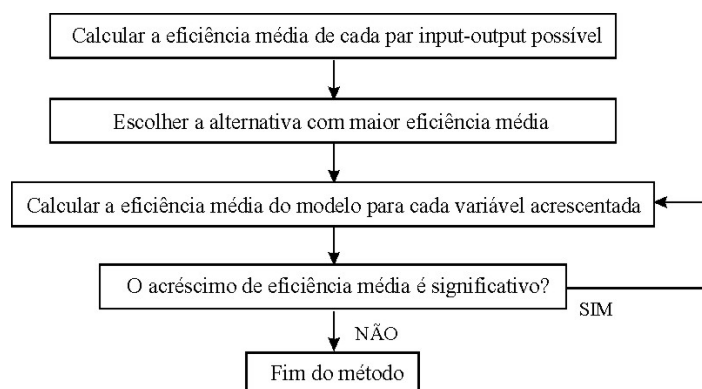 Calcular a eficiência média de cada par input-output possível
Escolher a alternativa com maior eficiência média
Calcular a eficiência média do modelo para cada variável acrescentada
O acréscimo de eficiência média é significativo?
SIM
NÃO
Fim do método